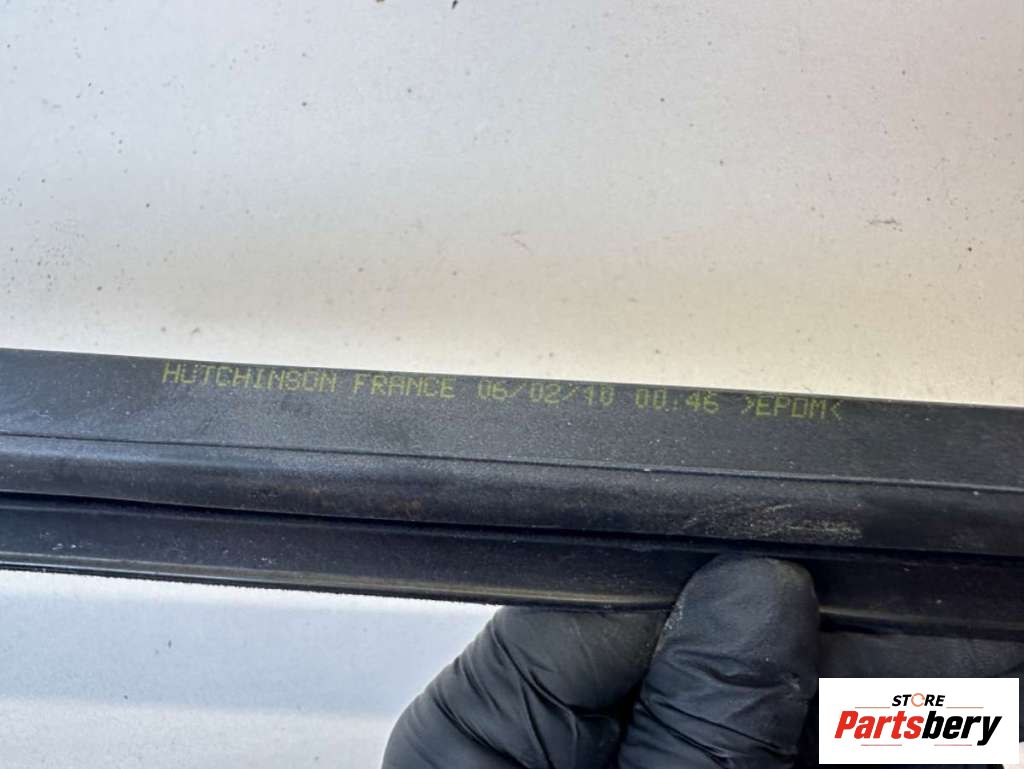 HUTCHINSON FRANCE 06/02/10 00:46 >EPDM<
STORE
Partsbery